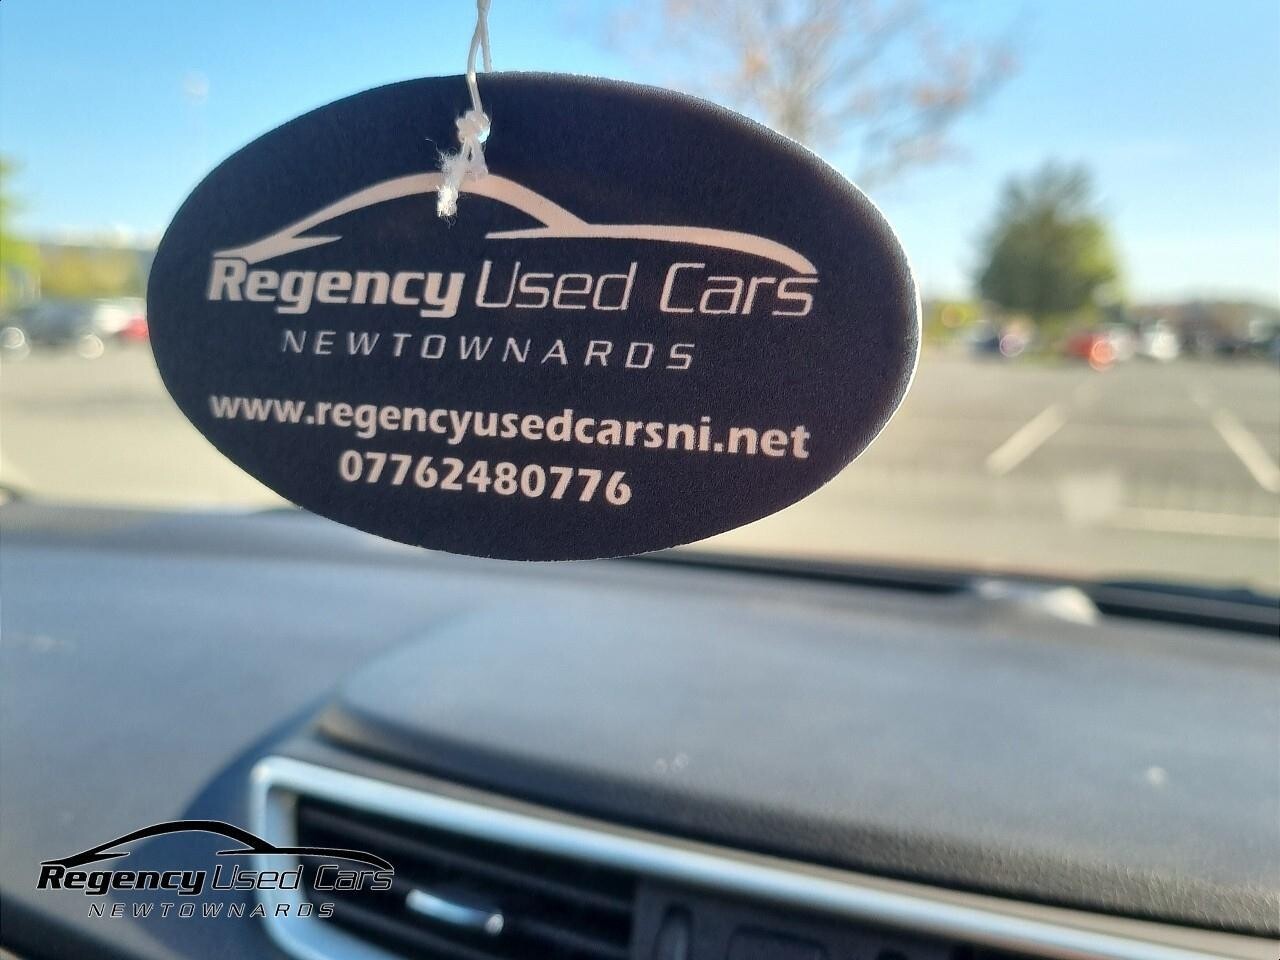 Regency Used Cars
NEWTOWNARDS
www.regencyusedcarsni.net
07762480776
Regency Used Cars
NEWTOWNARDS